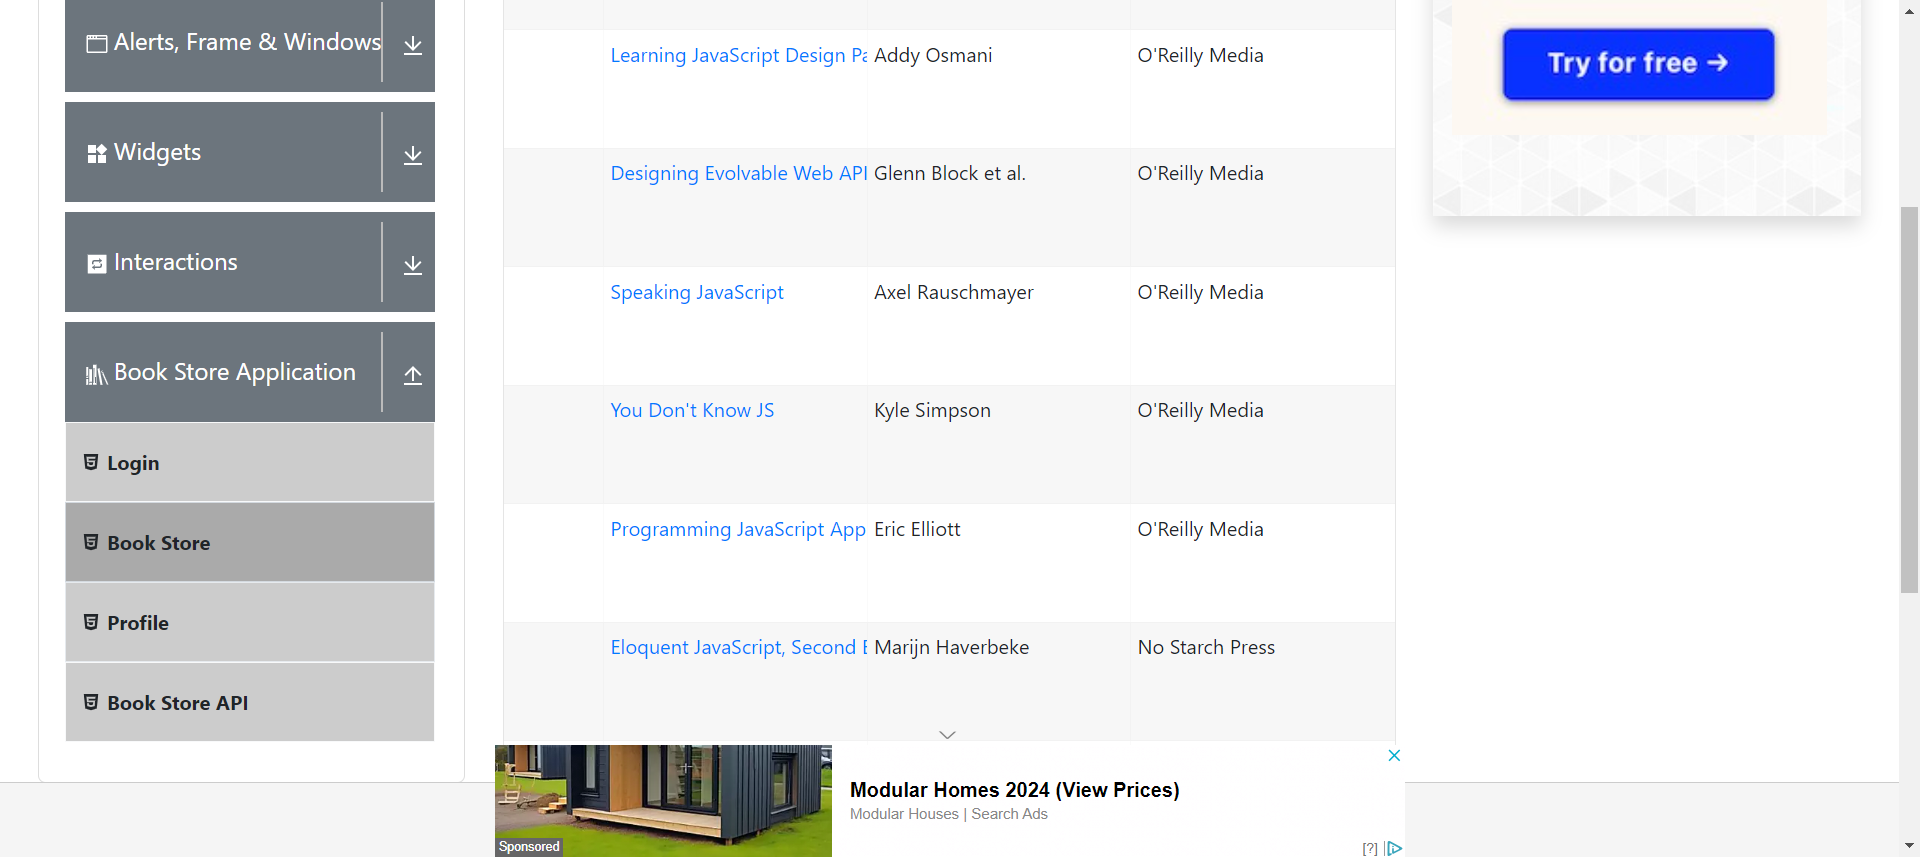 Alerts, Frame & Windows
Widgets
Interactions
Book Store Application
Login
Book Store
Profile
Book Store API
Learning JavaScript Design Addy Osmani O'Reilly Media
Designing Evolvable Web API Glenn Block et al. O'Reilly Media
Speaking JavaScript Axel Rauschmayer O'Reilly Media
You Don't Know JS Kyle Simpson O'Reilly Media
Programming JavaScript App Eric Elliott O'Reilly Media
Eloquent JavaScript, Second Marijn Haverbeke No Starch Press
Try for free →
Modular Homes 2024 (View Prices)
Modular Houses | Search Ads
Sponsored
[?]